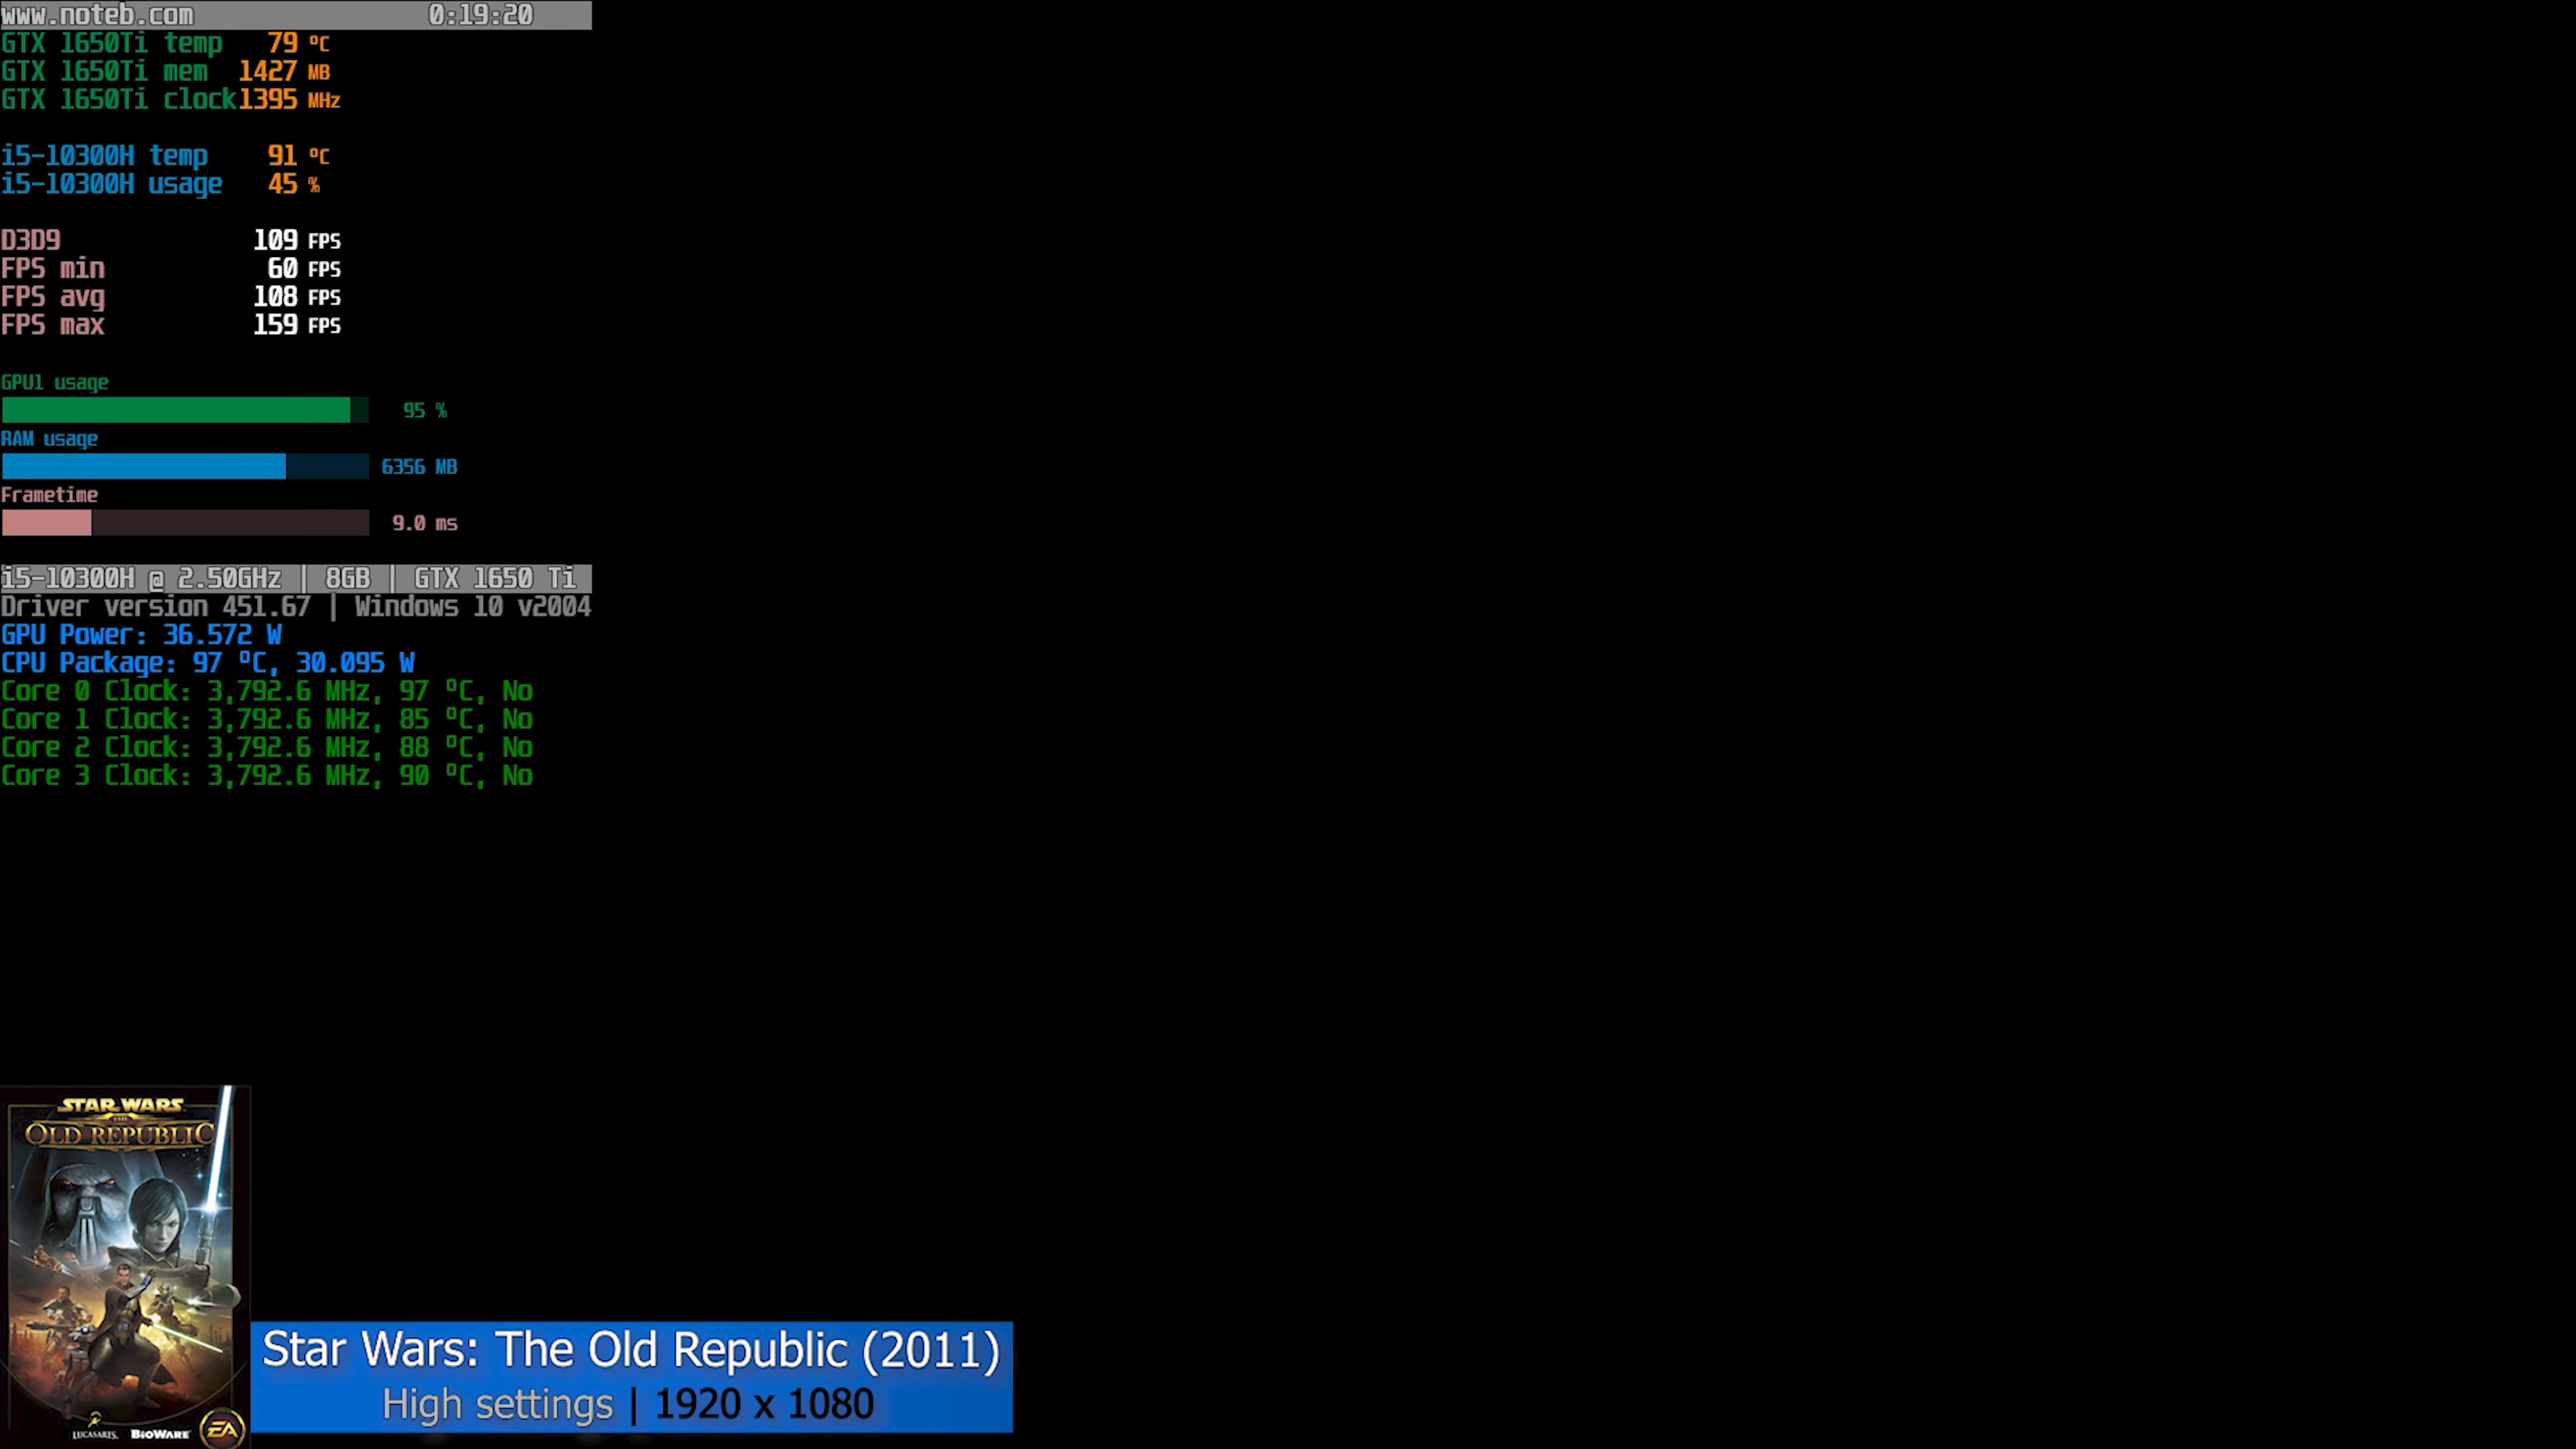 www.noteb.com 0:19:20
GTX 1650Ti temp 79 °C
GTX 1650Ti mem 1427 MB
GTX 1650Ti clock 1395 MHz
i5-10300H temp 91 °C
i5-10300H usage 45 %
D3D9 109 FPS
FPS min 60 FPS
FPS avg 108 FPS
FPS max 159 FPS
GPU1 usage
95 %
RAM usage
6356 MB
Frametime
9.0 ms
i5-10300H @ 2.50GHz | 8GB | GTX 1650 Ti
Driver version 451.67 | Windows 10 v2004
GPU Power: 36.572 W
CPU Package: 97 °C, 30.095 W
Core 0 Clock: 3,792.6 MHz, 97 °C, No
Core 1 Clock: 3,792.6 MHz, 85 °C, No
Core 2 Clock: 3,792.6 MHz, 88 °C, No
Core 3 Clock: 3,792.6 MHz, 90 °C, No
STAR WARS
THE
OLD REPUBLIC
LUCASARTS. BIOWARE EA
Star Wars: The Old Republic (2011)
High settings | 1920 x 1080